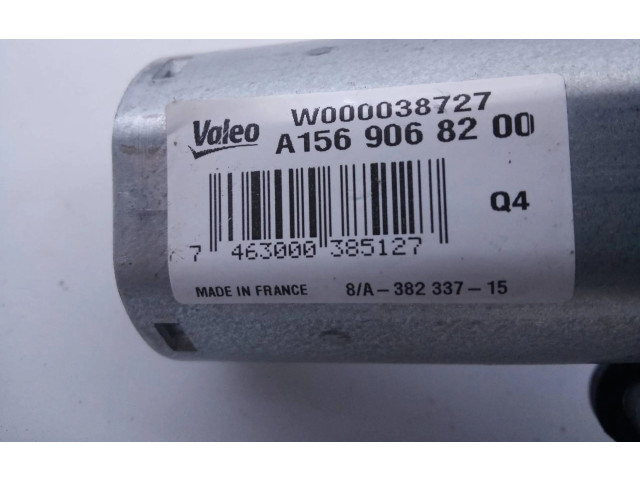 Valeo
W000038727
A156 906 82 00
Q4
7 463000 385127
MADE IN FRANCE 8/A-382 337-15